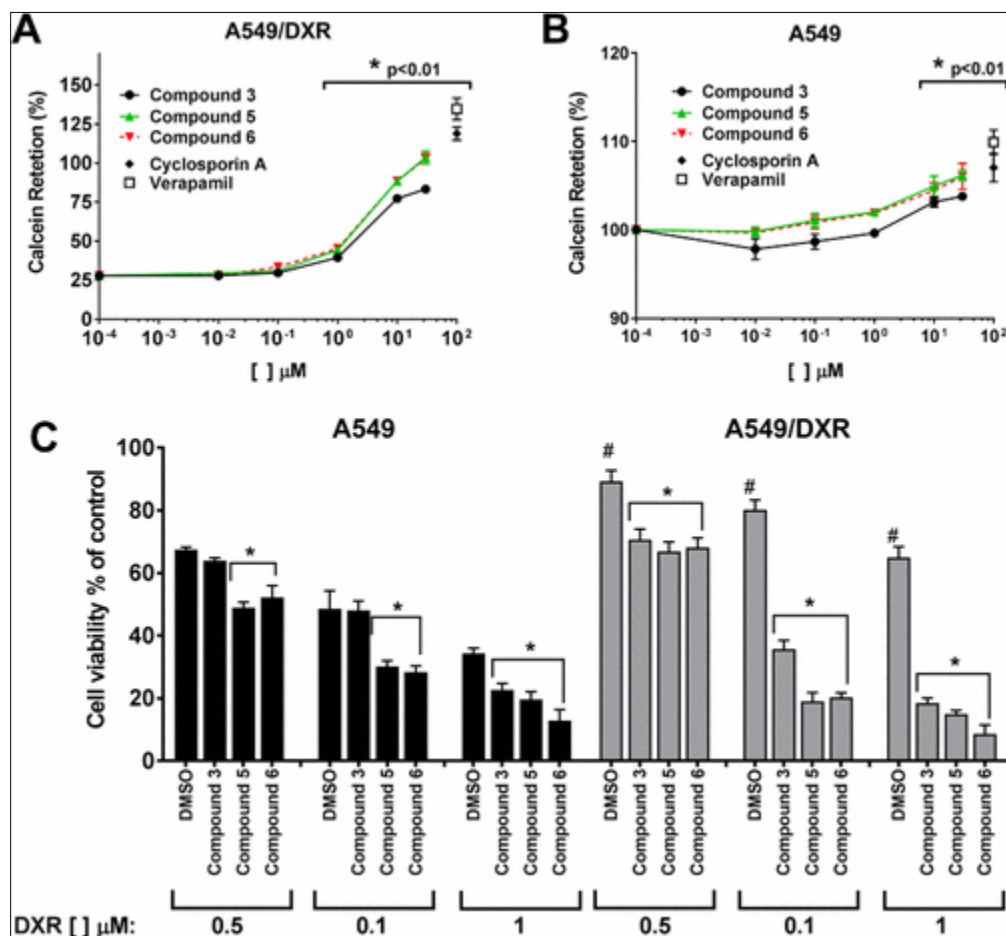 A
A549/DXR
* p<0.01
Compound 3
Compound 5
Compound 6
Cyclosporin A
Verapamil
Calcein Retetion (%)
150
125
100
75
50
25
0
10⁻⁴ 10⁻³ 10⁻² 10⁻¹ 10⁰ 10¹ 10²
[ ] µM
B
A549
* p<0.01
Compound 3
Compound 5
Compound 6
Cyclosporin A
Verapamil
Calcein Retetion (%)
120
110
100
90
10⁻⁴ 10⁻³ 10⁻² 10⁻¹ 10⁰ 10¹ 10²
[ ] µM
C
A549 A549/DXR
Cell viability % of control
100
80
60
40
20
0
* * * # * # * # *
DMSO Compound 3 Compound 5 Compound 6 DMSO Compound 3 Compound 5 Compound 6 DMSO Compound 3 Compound 5 Compound 6 DMSO Compound 3 Compound 5 Compound 6 DMSO Compound 3 Compound 5 Compound 6 DMSO Compound 3 Compound 5 Compound 6
DXR [ ] µM: 0.5 0.1 1 0.5 0.1 1